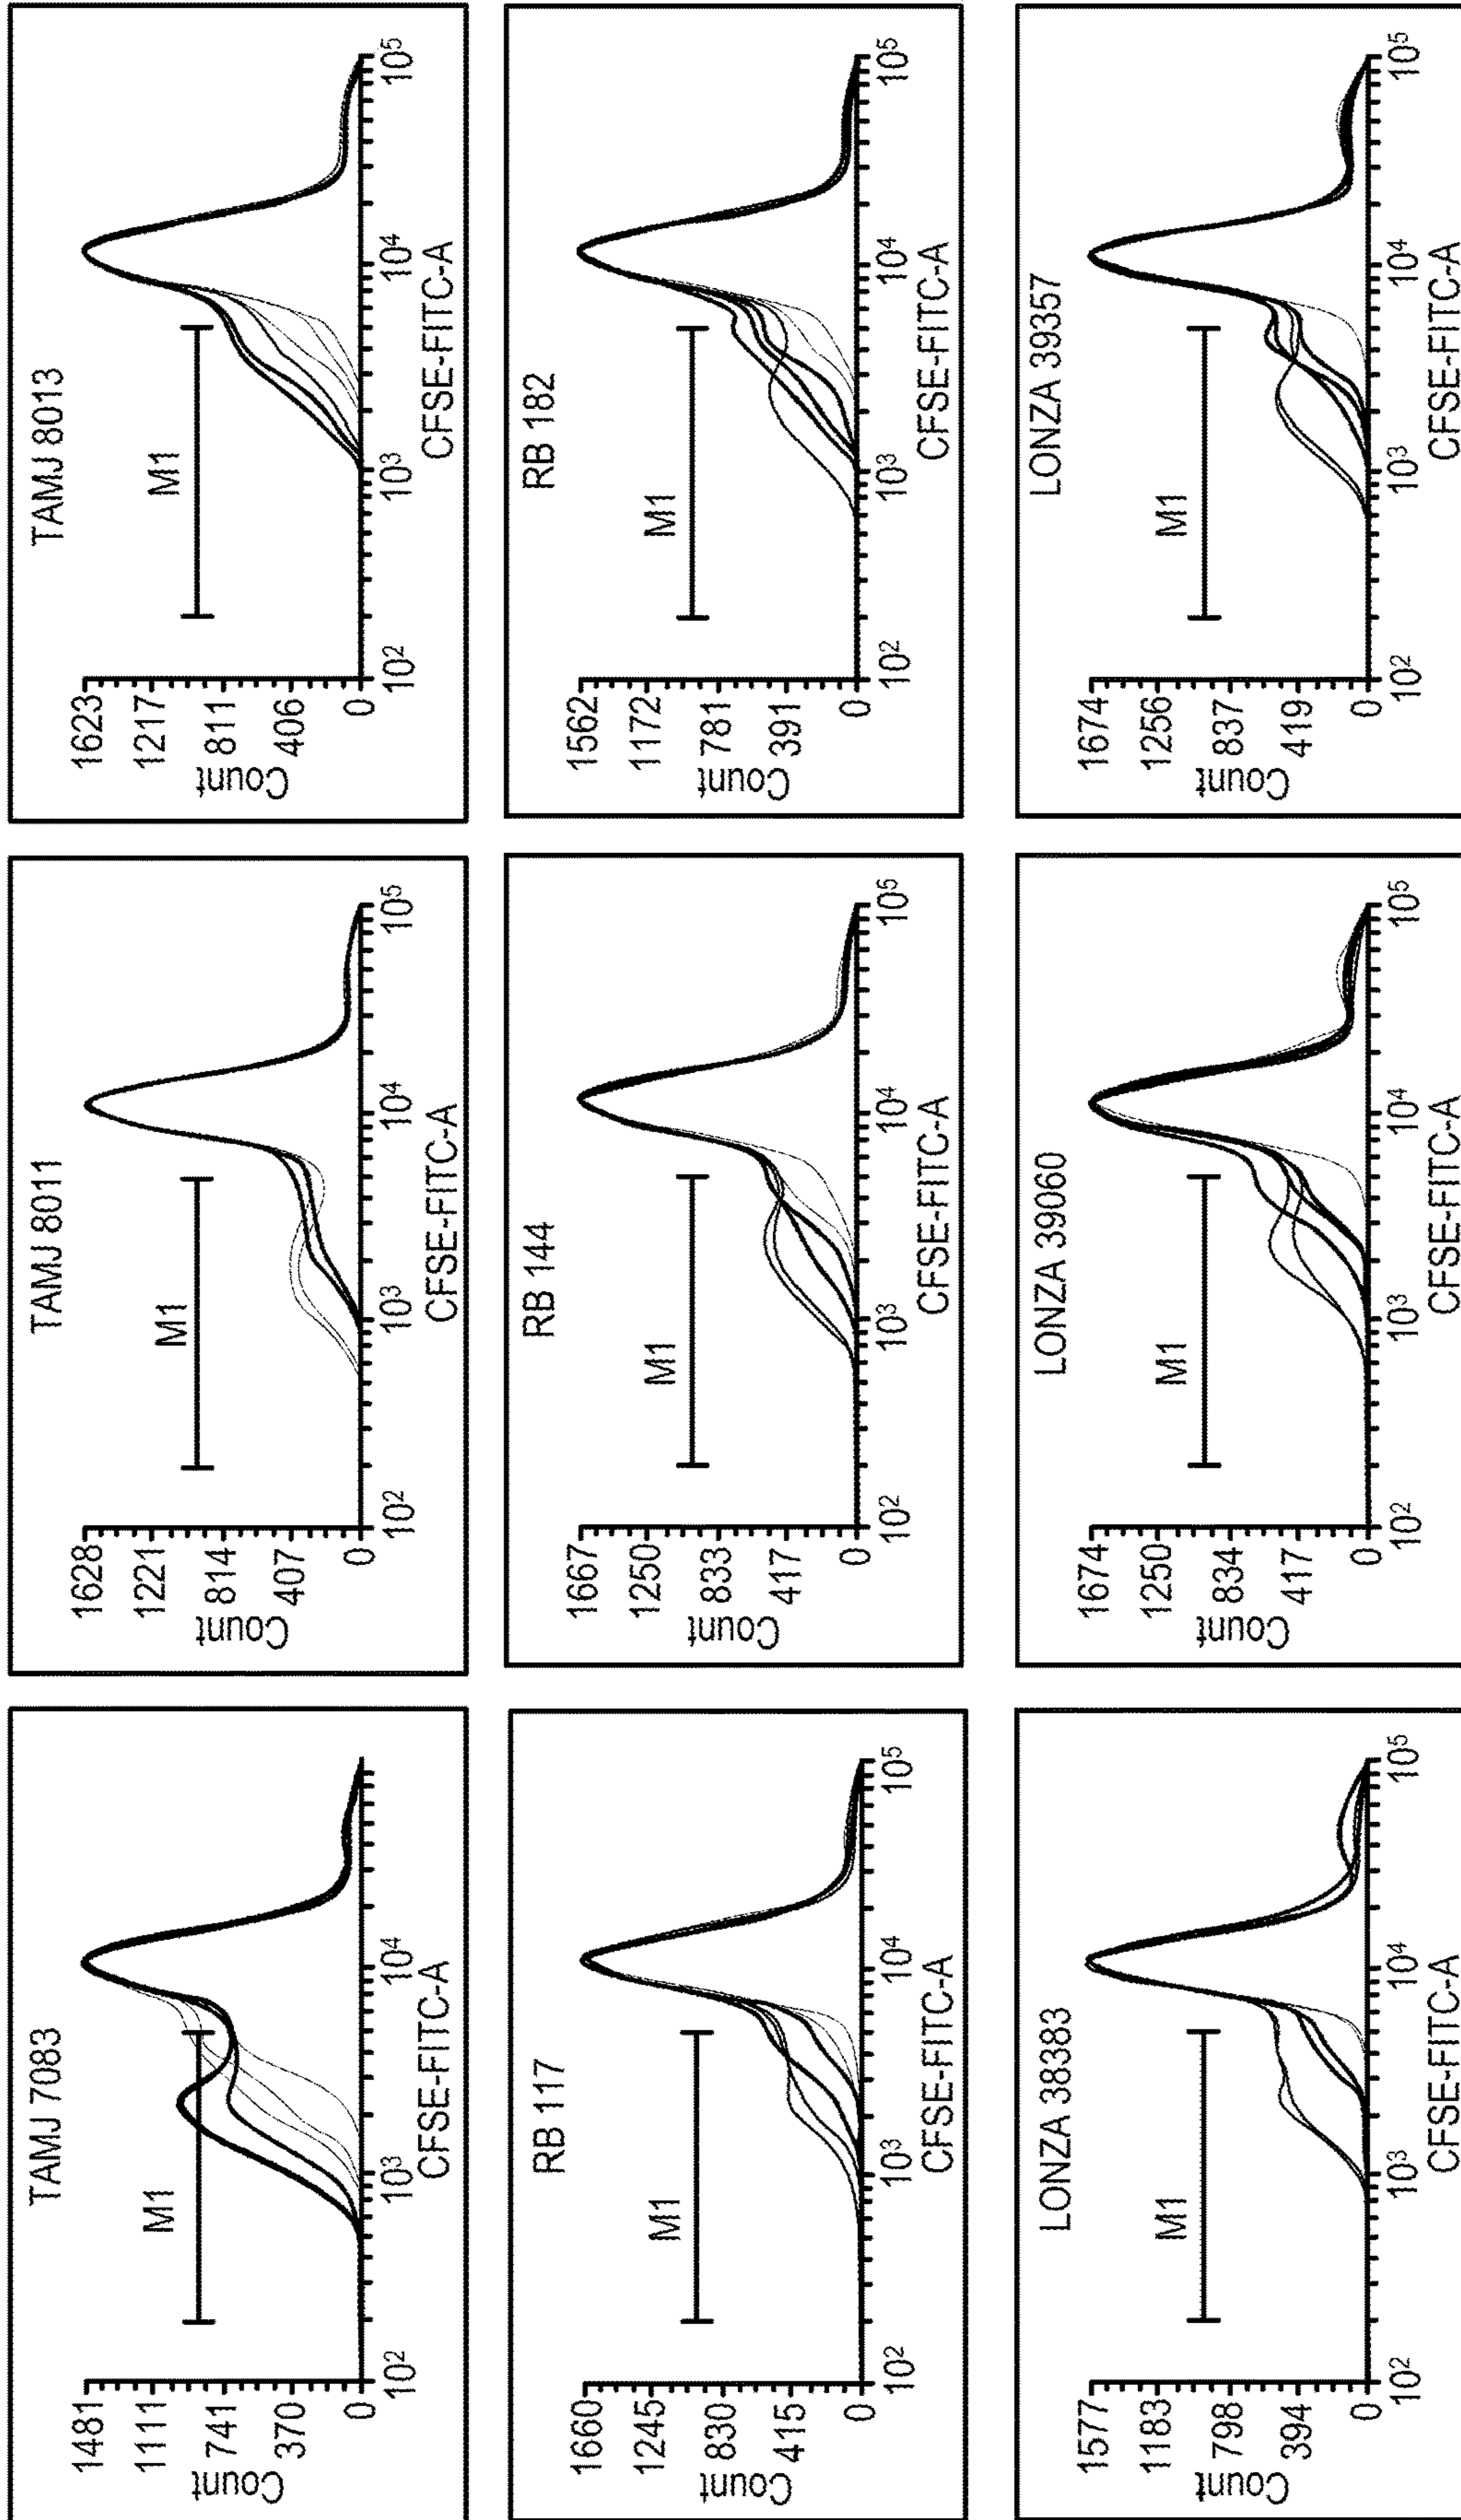 TAMJ 7083
1481
1111
741
370
0
Count
M1
10² 10³ 10⁴
CFSE-FITC-A
TAMJ 8011
1628
1221
814
407
0
Count
M1
10² 10³ 10⁴ 10⁵
CFSE-FITC-A
TAMJ 8013
1623
1217
811
406
0
Count
M1
10² 10³ 10⁴ 10⁵
CFSE-FITC-A
RB 117
1660
1245
830
415
0
Count
M1
10² 10³ 10⁴ 10⁵
CFSE-FITC-A
RB 144
1667
1250
833
417
0
Count
M1
10² 10³ 10⁴ 10⁵
CFSE-FITC-A
RB 182
1562
1172
781
391
0
Count
M1
10² 10³ 10⁴ 10⁵
CFSE-FITC-A
LONZA 38383
1577
1183
798
394
0
Count
M1
10² 10³ 10⁴ 10⁵
CFSE-FITC-A
LONZA 39060
1674
1250
834
417
0
Count
M1
10² 10³ 10⁴ 10⁵
CFSE-FITC-A
LONZA 39357
1674
1256
837
419
0
Count
M1
10² 10³ 10⁴ 10⁵
CFSE-FITC-A